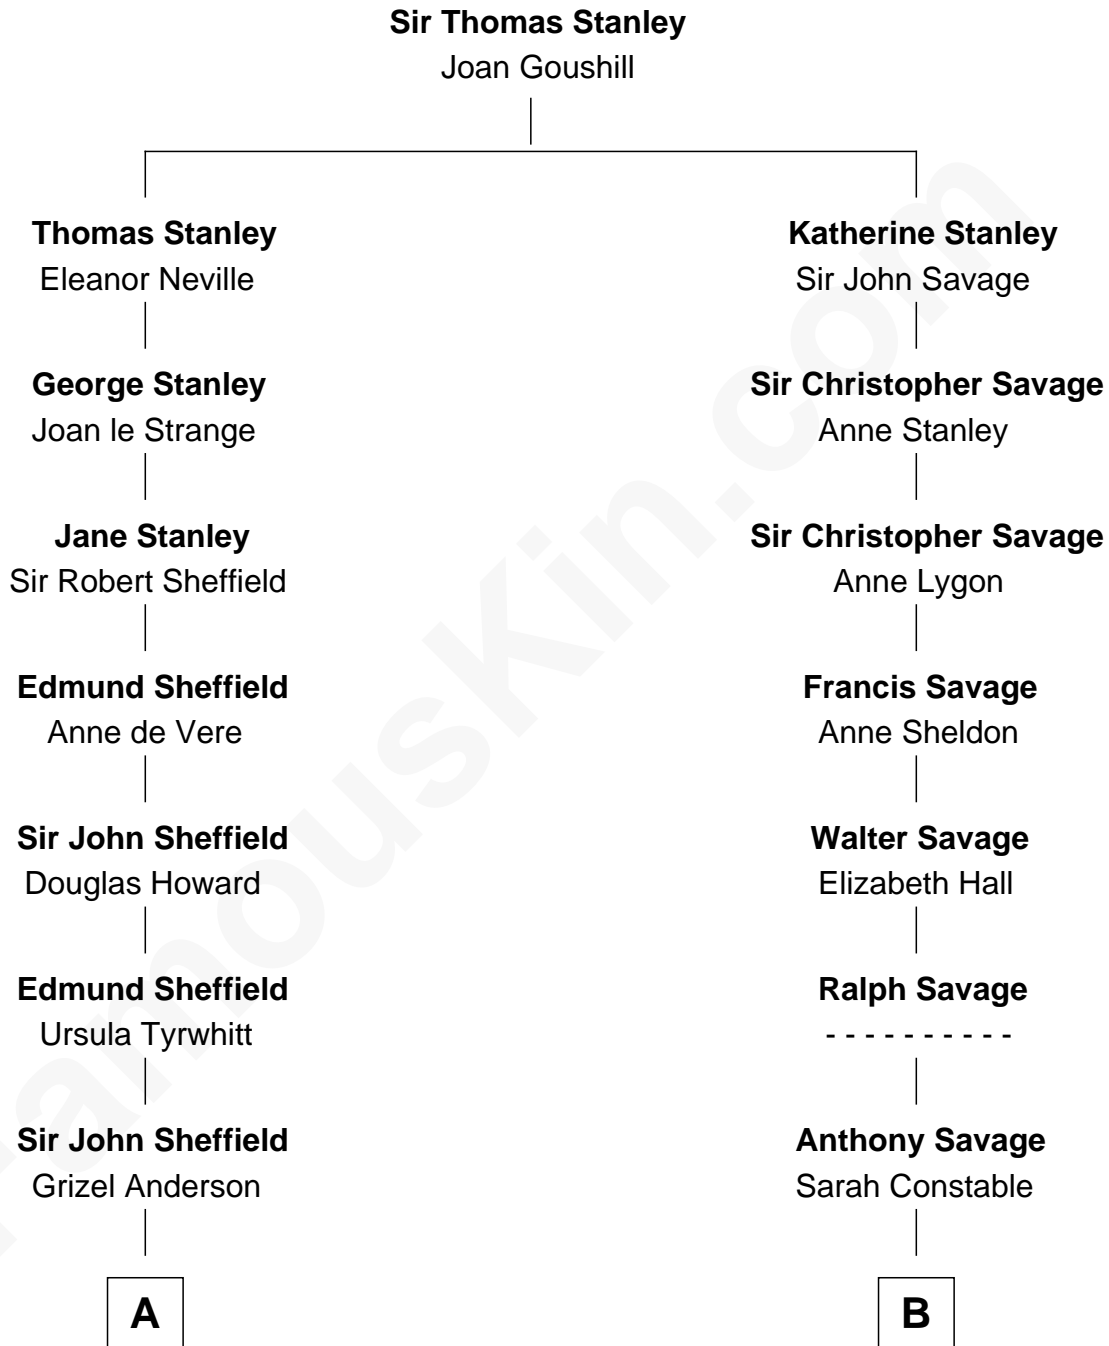 Sir Thomas Stanley
Joan Goushill
Thomas Stanley
Eleanor Neville
Katherine Stanley
Sir John Savage
George Stanley
Joan le Strange
Sir Christopher Savage
Anne Stanley
Jane Stanley
Sir Robert Sheffield
Sir Christopher Savage
Anne Lygon
Edmund Sheffield
Anne de Vere
Francis Savage
Anne Sheldon
Sir John Sheffield
Douglas Howard
Walter Savage
Elizabeth Hall
Edmund Sheffield
Ursula Tyrwhitt
Ralph Savage
- - - - - - - - - -
Sir John Sheffield
Grizel Anderson
Anthony Savage
Sarah Constable
A
B
FamousKin.com